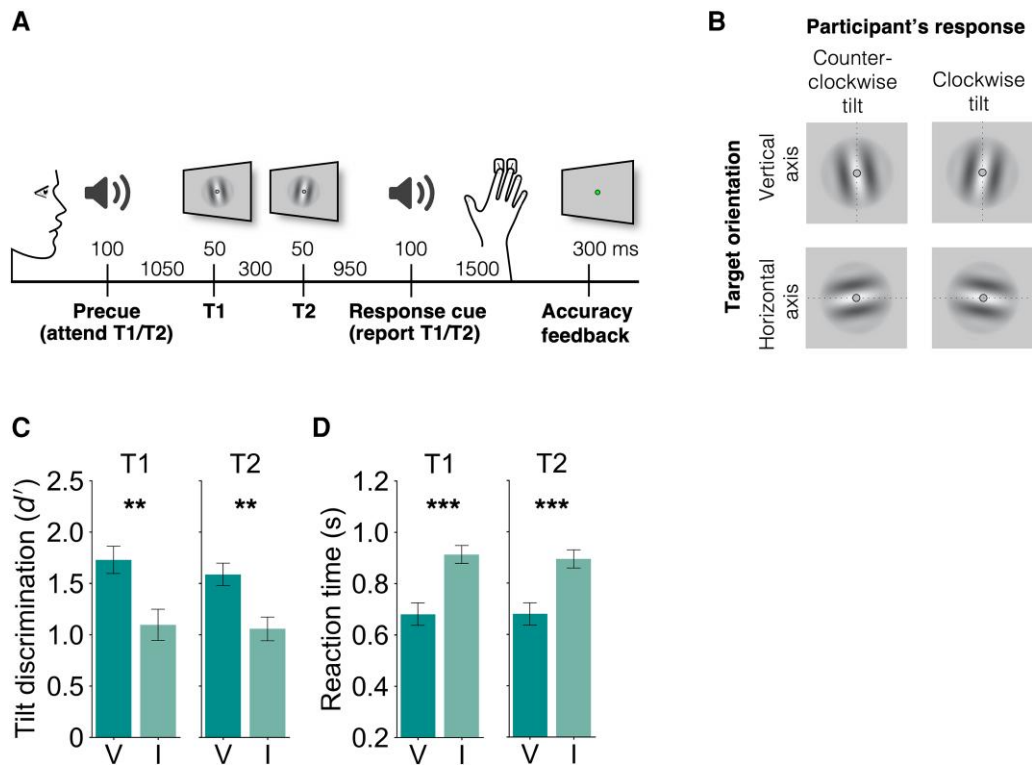 A
100
1050
50
300
50
950
100
1500
300 ms
Precue
(attend T1/T2)
T1
T2
Response cue
(report T1/T2)
Accuracy
feedback
B
Participant's response
Counter-
clockwise
tilt
Clockwise
tilt
Target orientation
Vertical
axis
Horizontal
axis
C
T1
T2
Tilt discrimination (d′)
2.5
2.0
1.5
1.0
0.5
0
**
**
V
I
V
I
D
T1
T2
Reaction time (s)
1.2
1.0
0.8
0.6
0.4
0.2
***
***
V
I
V
I